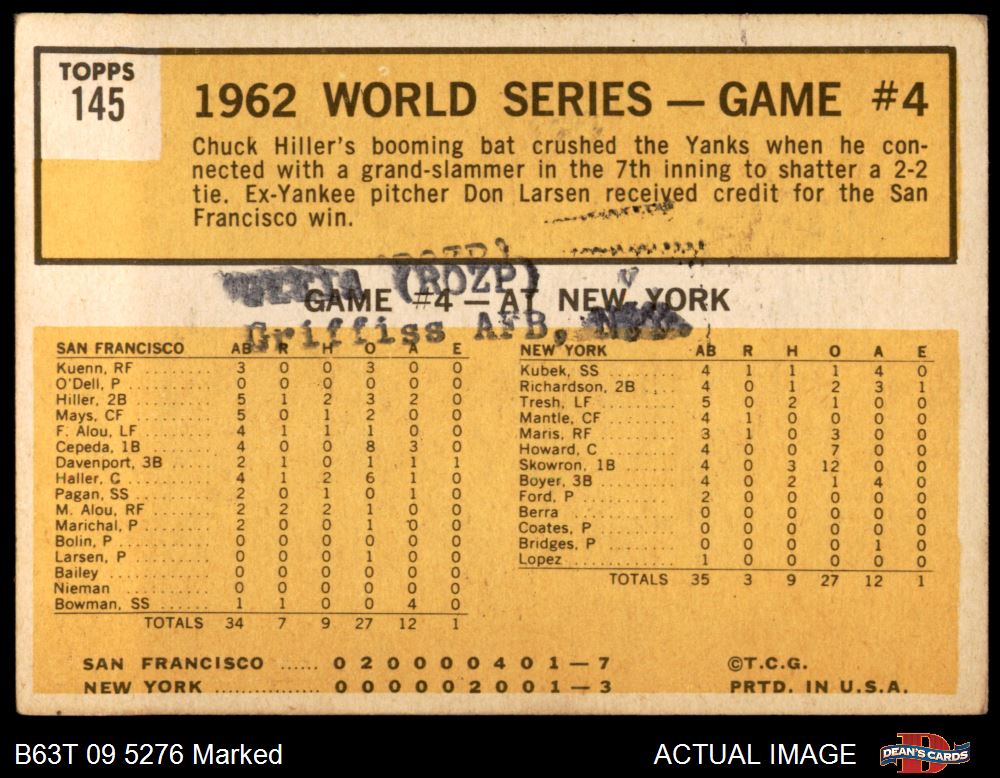 TOPPS
145
1962 WORLD SERIES — GAME #4
Chuck Hiller's booming bat crushed the Yanks when he con-
nected with a grand-slammer in the 7th inning to shatter a 2-2
tie. Ex-Yankee pitcher Don Larsen received credit for the San
Francisco win.
(ROZP)
GAME #4 — AT NEW YORK
Griffiss AFB,
SAN FRANCISCO AB R H O A E
Kuenn, RF ........ 3 0 0 3 0 0
O'Dell, P ........ 0 0 0 0 0 0
Hiller, 2B ........ 5 1 2 3 2 0
Mays, CF ........ 5 0 1 2 0 0
F. Alou, LF ........ 4 1 1 1 0 0
Cepeda, 1B ........ 4 0 0 8 3 0
Davenport, 3B ...... 2 1 0 1 1 1
Haller, C ........ 4 1 2 6 1 0
Pagan, SS ........ 2 0 1 0 1 0
M. Alou, RF ........ 2 2 2 1 0 0
Marichal, P ........ 2 0 0 1 0 0
Bolin, P ........ 0 0 0 0 0 0
Larsen, P ........ 0 0 0 1 0 0
Bailey ........ 0 0 0 0 0 0
Nieman ........ 0 0 0 0 0 0
Bowman, SS ...... 1 1 0 0 4 0
TOTALS 34 7 9 27 12 1
NEW YORK AB R H O A E
Kubek, SS ........ 4 1 1 1 4 0
Richardson, 2B ..... 4 0 1 2 3 1
Tresh, LF ........ 5 0 2 1 0 0
Mantle, CF ........ 4 1 0 0 0 0
Maris, RF ........ 3 1 0 3 0 0
Howard, C ........ 4 0 0 7 0 0
Skowron, 1B ....... 4 0 3 12 0 0
Boyer, 3B ........ 4 0 2 1 4 0
Ford, P ........ 2 0 0 0 0 0
Berra ........ 0 0 0 0 0 0
Coates, P ........ 0 0 0 0 0 0
Bridges, P ........ 0 0 0 0 1 0
Lopez ........ 1 0 0 0 0 0
TOTALS 35 3 9 27 12 1
SAN FRANCISCO ...... 0 2 0 0 0 0 4 0 1 — 7
NEW YORK ............... 0 0 0 0 0 2 0 0 1 — 3
©T.C.G.
PRTD. IN U.S.A.
B63T 09 5276 Marked
ACTUAL IMAGE
DEAN'S CARDS